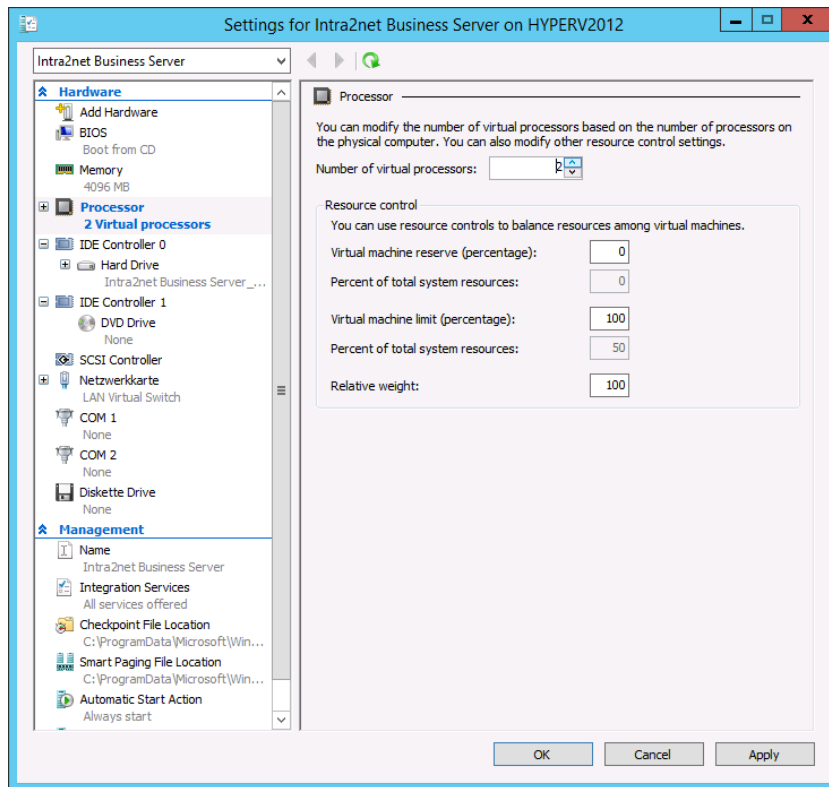 Settings for Intra2net Business Server on HYPERV2012
Intra2net Business Server
Hardware
Add Hardware
BIOS
Boot from CD
Memory
4096 MB
Processor
2 Virtual processors
IDE Controller 0
Hard Drive
Intra2net Business Server_...
IDE Controller 1
DVD Drive
None
SCSI Controller
Netzwerkkarte
LAN Virtual Switch
COM 1
None
COM 2
None
Diskette Drive
None
Management
Name
Intra2net Business Server
Integration Services
All services offered
Checkpoint File Location
C:\ProgramData\Microsoft\Win...
Smart Paging File Location
C:\ProgramData\Microsoft\Win...
Automatic Start Action
Always start
Processor
You can modify the number of virtual processors based on the number of processors on
the physical computer. You can also modify other resource control settings.
Number of virtual processors: 2
Resource control
You can use resource controls to balance resources among virtual machines.
Virtual machine reserve (percentage): 0
Percent of total system resources: 0
Virtual machine limit (percentage): 100
Percent of total system resources: 50
Relative weight: 100
OK Cancel Apply